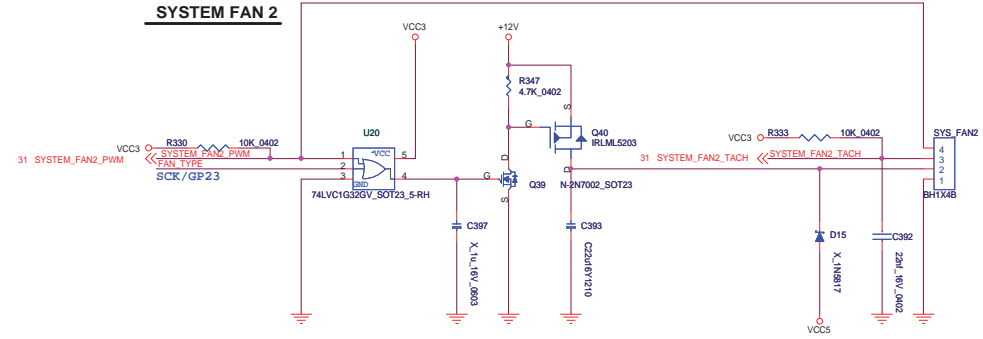 SYSTEM FAN 2
VCC3
+12V
R347
4.7K_0402
S
G
Q40
IRLML5203
D
U20
VCC3
R330
10K_0402
31 SYSTEM_FAN2_PWM
SYSTEM_FAN2_PWM
FAN_TYPE
SCK/GP23
1
2
3
VCC
GND
5
4
74LVC1G32GV_SOT23_5-RH
D
G
S
Q39
N-2N7002_SOT23
VCC3
R333
10K_0402
31 SYSTEM_FAN2_TACH
SYSTEM_FAN2_TACH
SYS_FAN2
4
3
2
1
BH1X4B
C397
X_1u_16V_0603
C393
C22u16Y1210
D15
X_1N5817
VCC5
C392
22nf_16V_0402